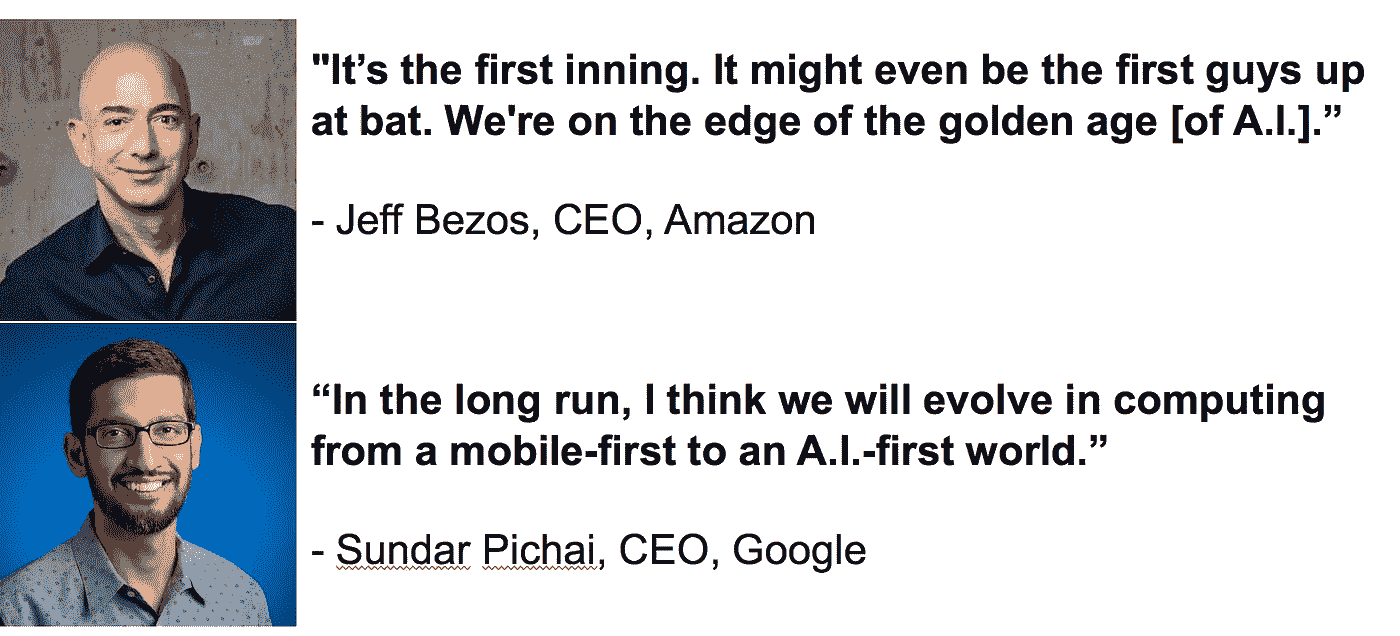 "It’s the first inning. It might even be the first guys up
at bat. We're on the edge of the golden age [of A.I.].”
- Jeff Bezos, CEO, Amazon
“In the long run, I think we will evolve in computing
from a mobile-first to an A.I.-first world.”
- Sundar Pichai, CEO, Google